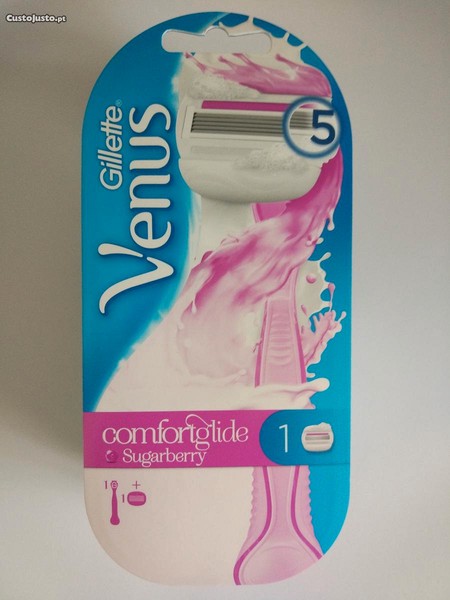 CustoJusto.pt
Gillette®
Venus
5
comfortglide
Sugarberry
1
1 +
1